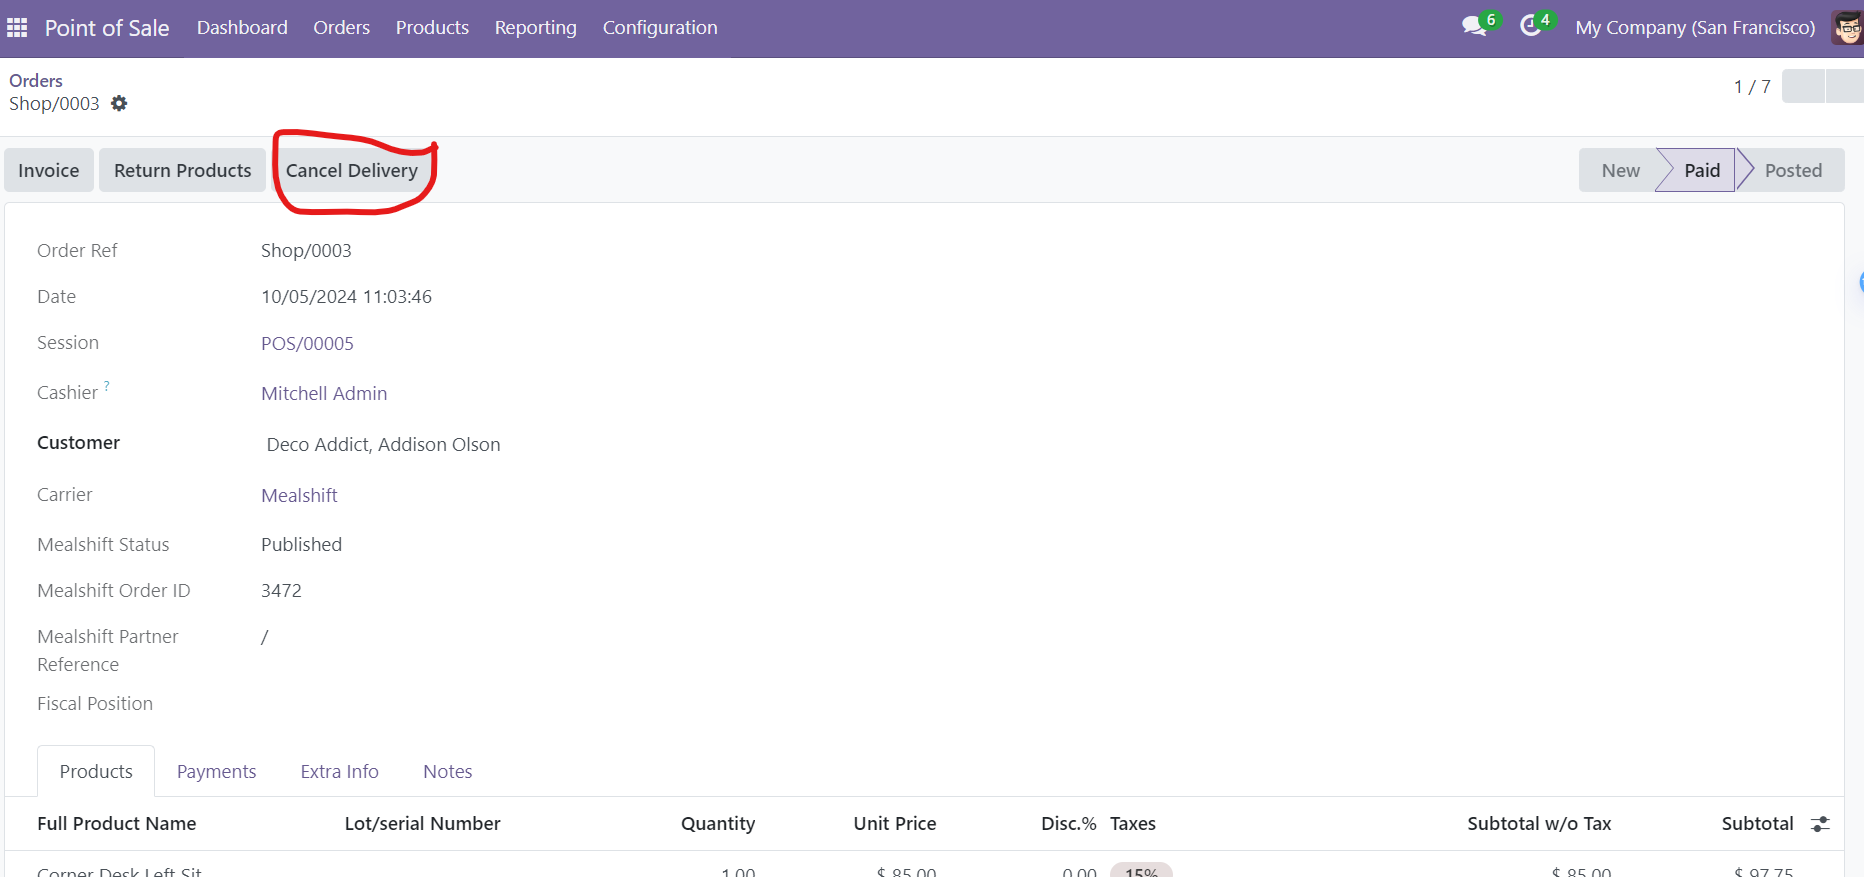 Point of Sale Dashboard Orders Products Reporting Configuration 6 4 My Company (San Francisco)
Orders
Shop/0003
1 / 7
Invoice Return Products Cancel Delivery New Paid Posted
Order Ref Shop/0003
Date 10/05/2024 11:03:46
Session POS/00005
Cashier ? Mitchell Admin
Customer Deco Addict, Addison Olson
Carrier Mealshift
Mealshift Status Published
Mealshift Order ID 3472
Mealshift Partner /
Reference
Fiscal Position
Products Payments Extra Info Notes
Full Product Name Lot/serial Number Quantity Unit Price Disc.% Taxes Subtotal w/o Tax Subtotal
Corner Desk Left Sit 1.00 $ 85.00 0.00 15% $ 85.00 $ 97.75